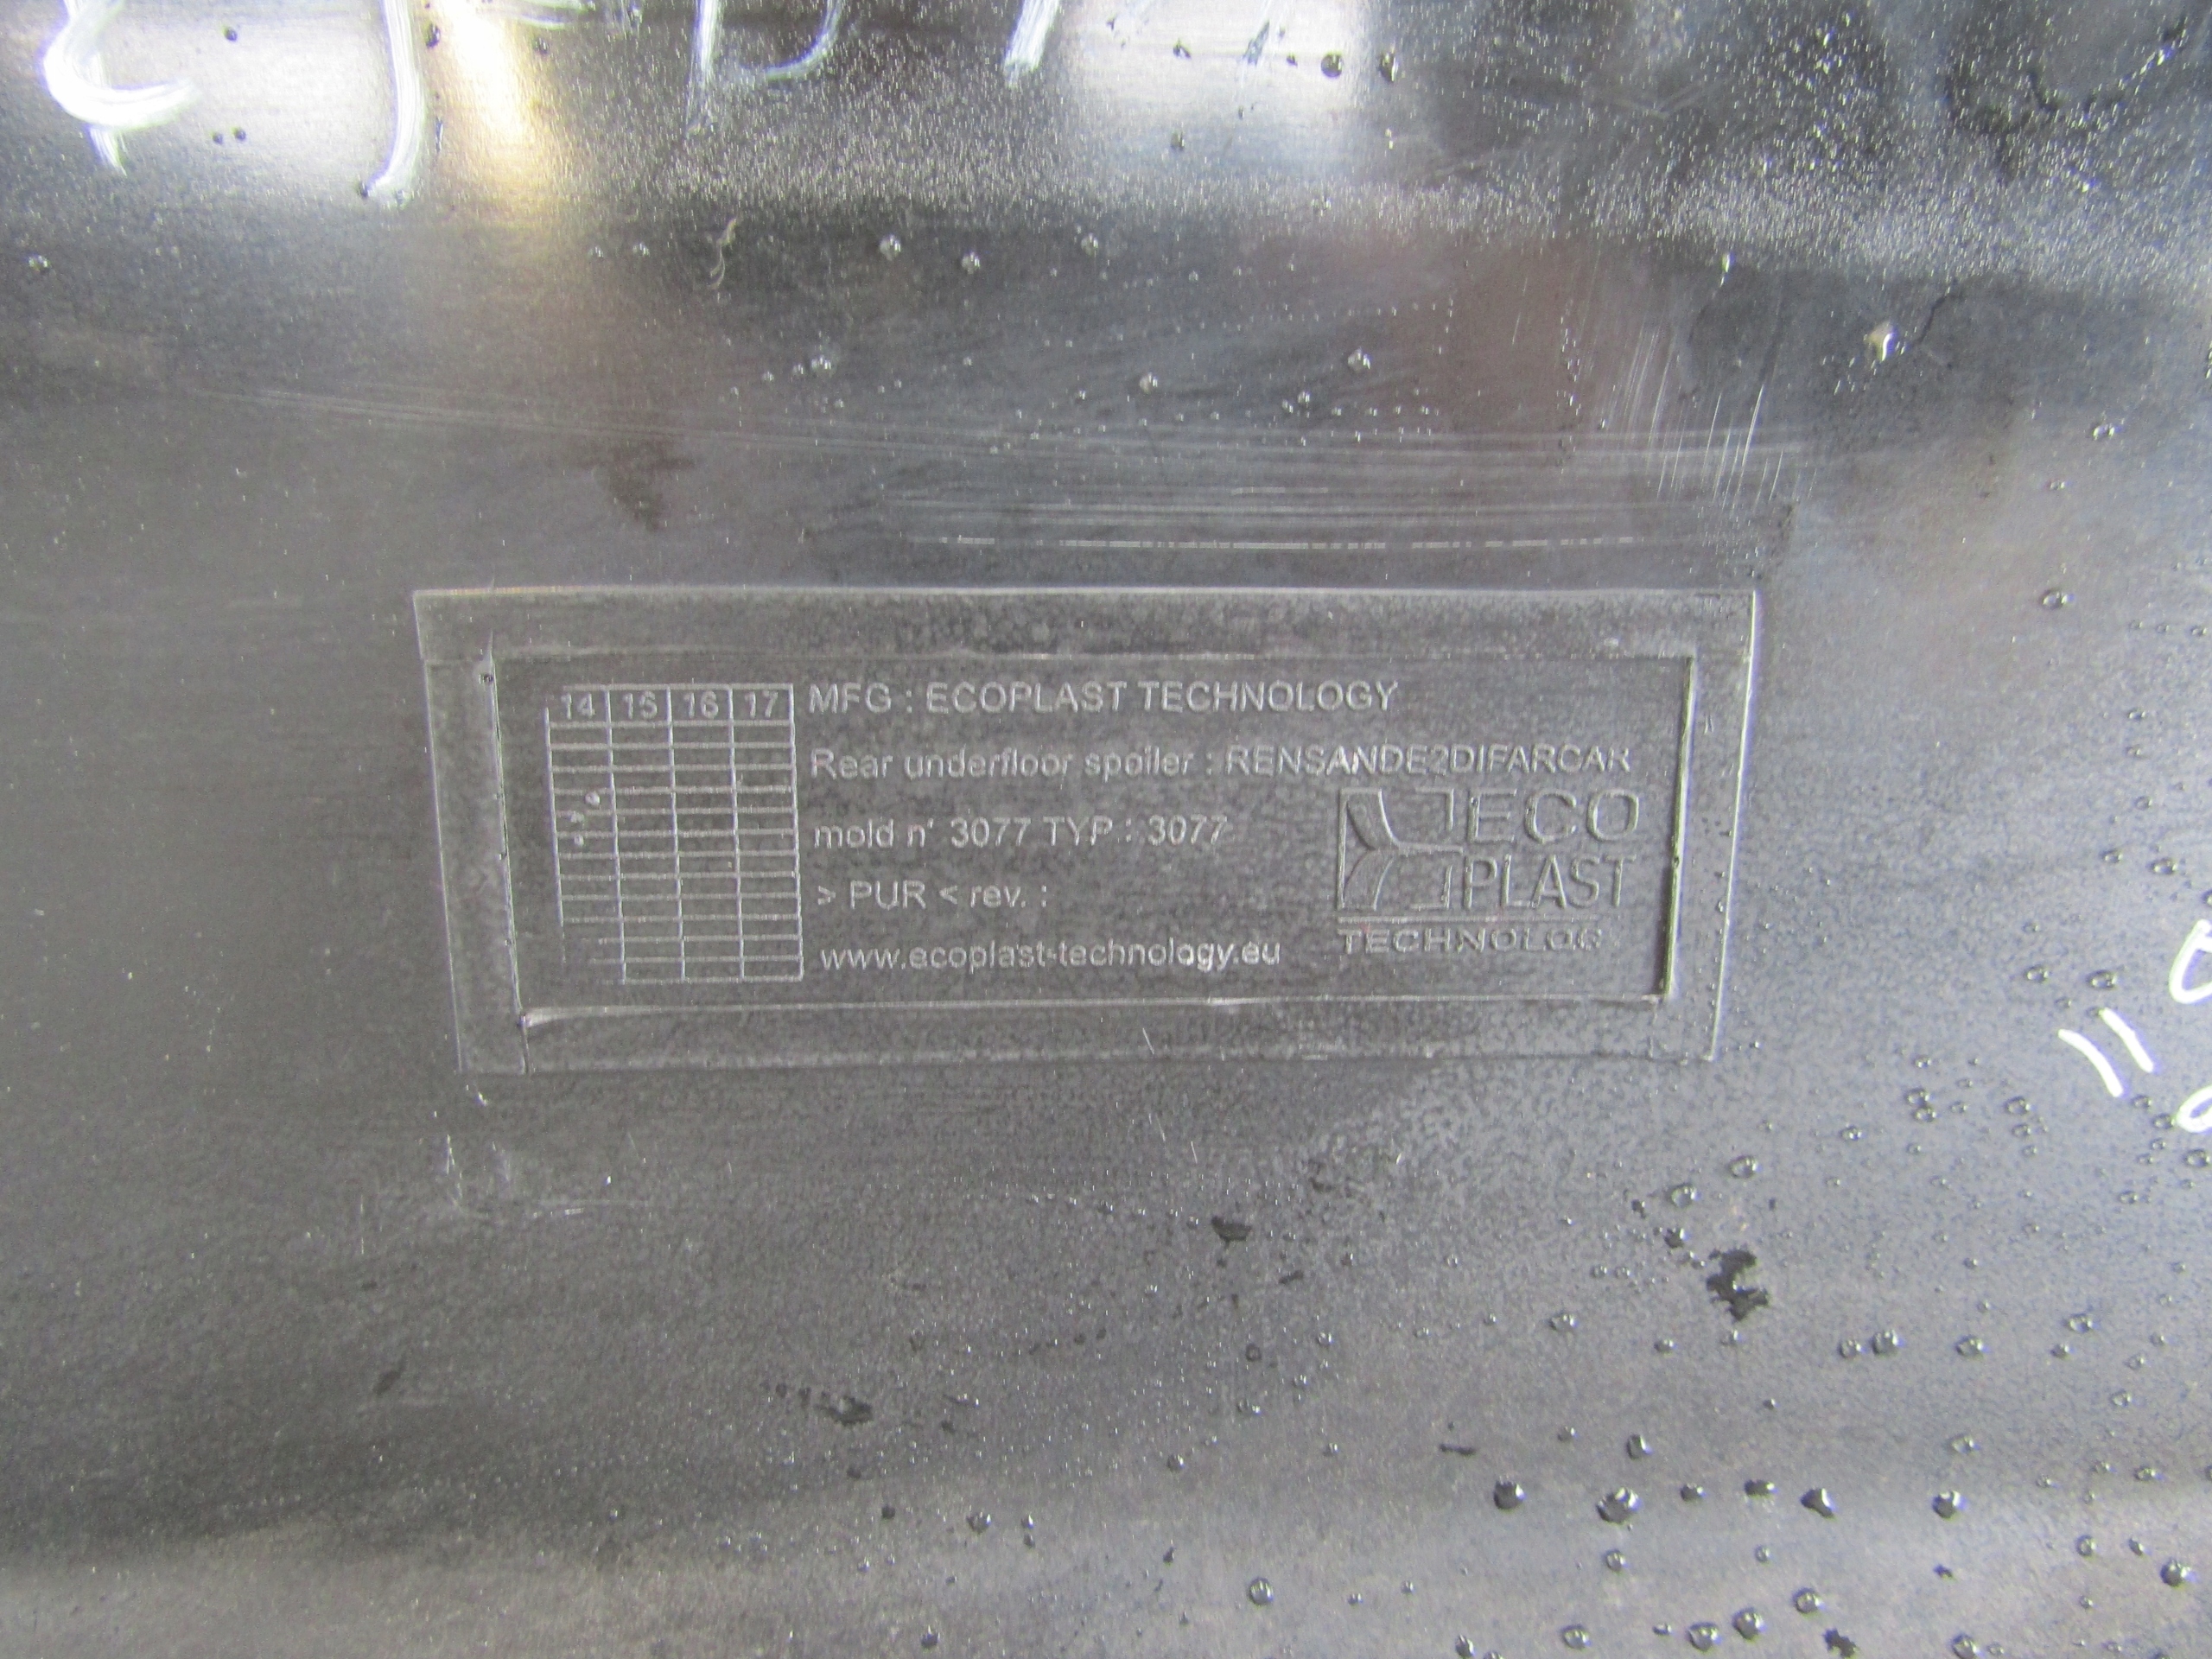 14 15 16 17
MFG : ECOPLAST TECHNOLOGY
Rear underfloor spoiler : RENSANDE2DIFARCAR
mold n° 3077 TYP : 3077
> PUR < rev. :
www.ecoplast-technology.eu
ECO
PLAST
TECHNOLOG